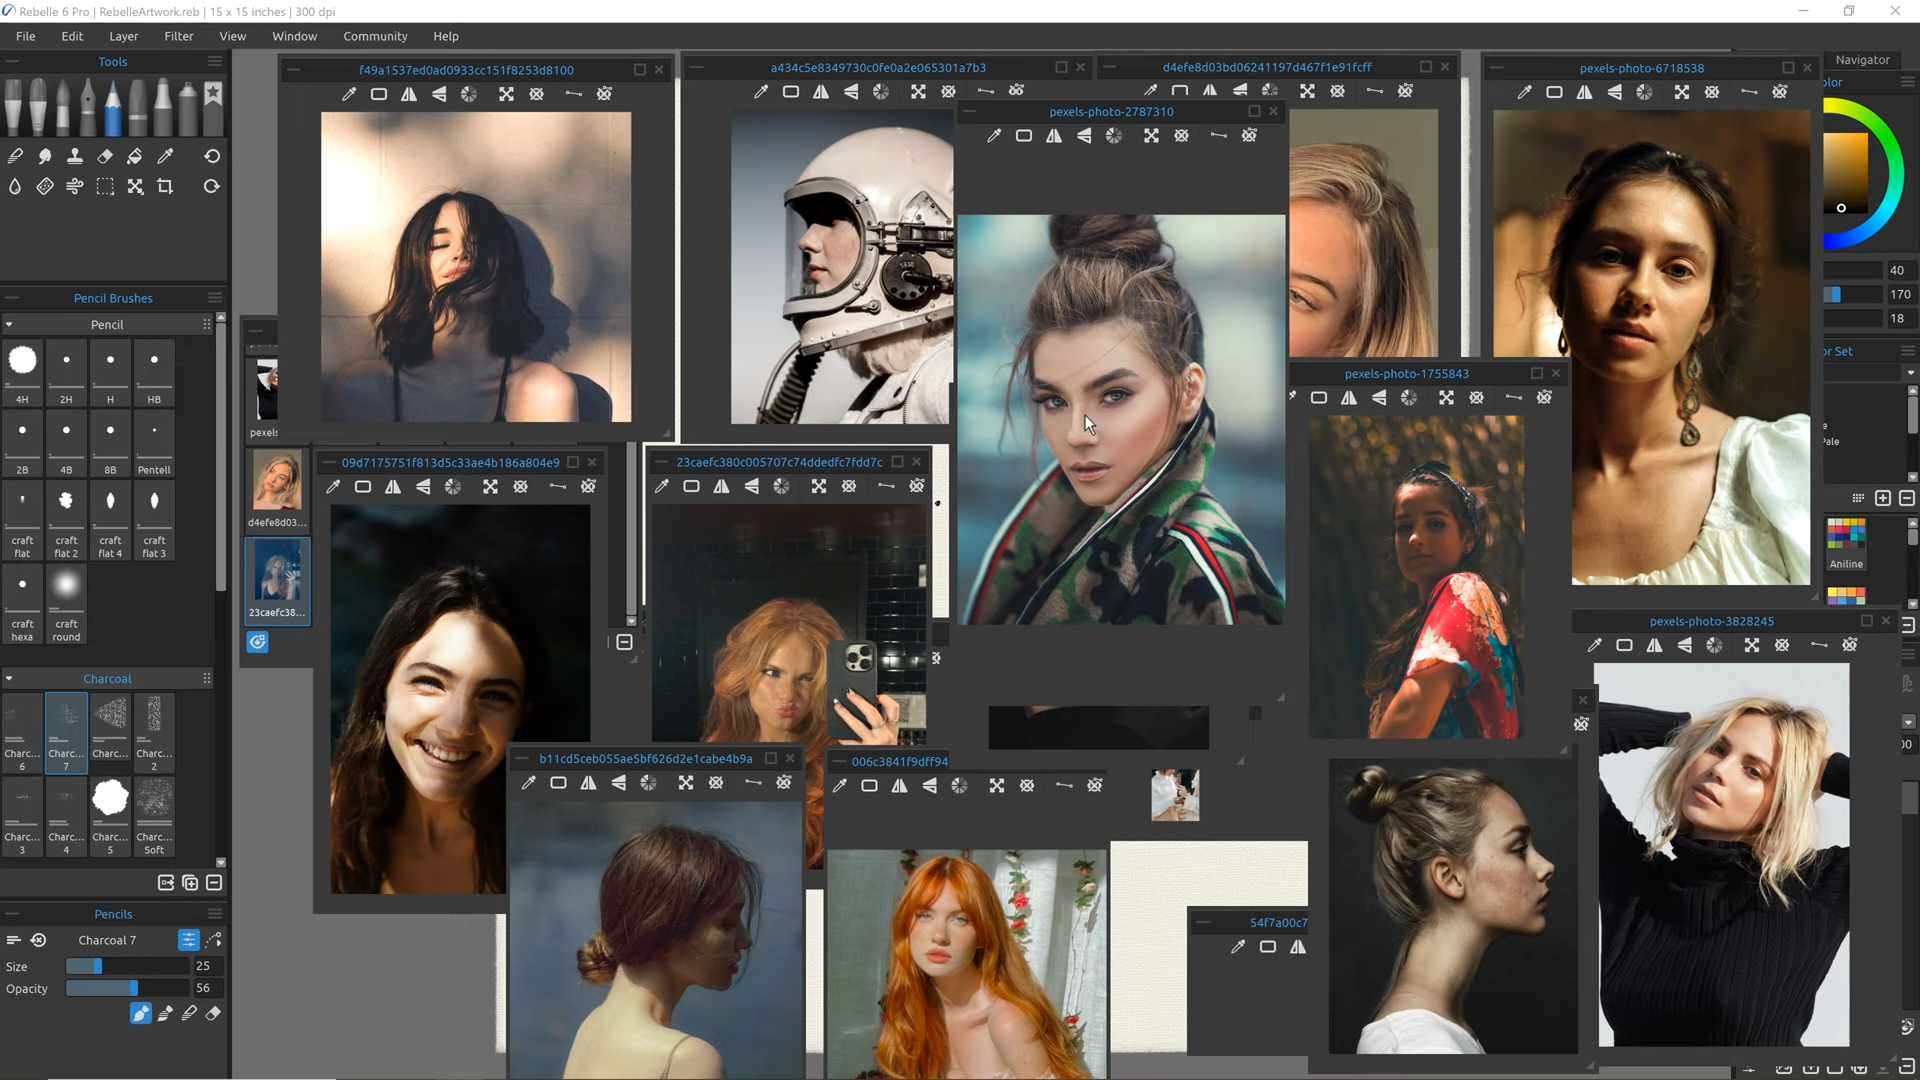 Rebelle 6 Pro | RebelleArtwork.reb | 15 x 15 inches | 300 dpi
File Edit Layer Filter View Window Community Help
Tools
f49a1537ed0ad0933cc151f8253d8100
a434c5e8349730c0fe0a2e065301a7b3
d4efe8d03bd06241197d467f1e91fcff
pexels-photo-6718538
Navigator
olor
pexels-photo-2787310
40
170
18
Pencil Brushes
Pencil
4H 2H H HB
2B 4B 8B Pentell
craft flat
craft flat 2
craft flat 4
craft flat 3
craft hexa
craft round
or Set
pexels-photo-1755843
e
Pale
pexels
09d7175751f813d5c33ae4b186a804e9
23caefc380c005707c74ddedfc7fdd7c
d4efe8d03...
23caefc38...
Aniline
pexels-photo-3828245
Charcoal
Charc... 6
Charc... 7
Charc...
Charc... 2
Charc... 3
Charc... 4
Charc... 5
Charc... Soft
00
b11cd5ceb055ae5bf626d2e1cabe4b9a
006c3841f9dff94
54f7a00c7
Pencils
Charcoal 7
Size 25
Opacity 56